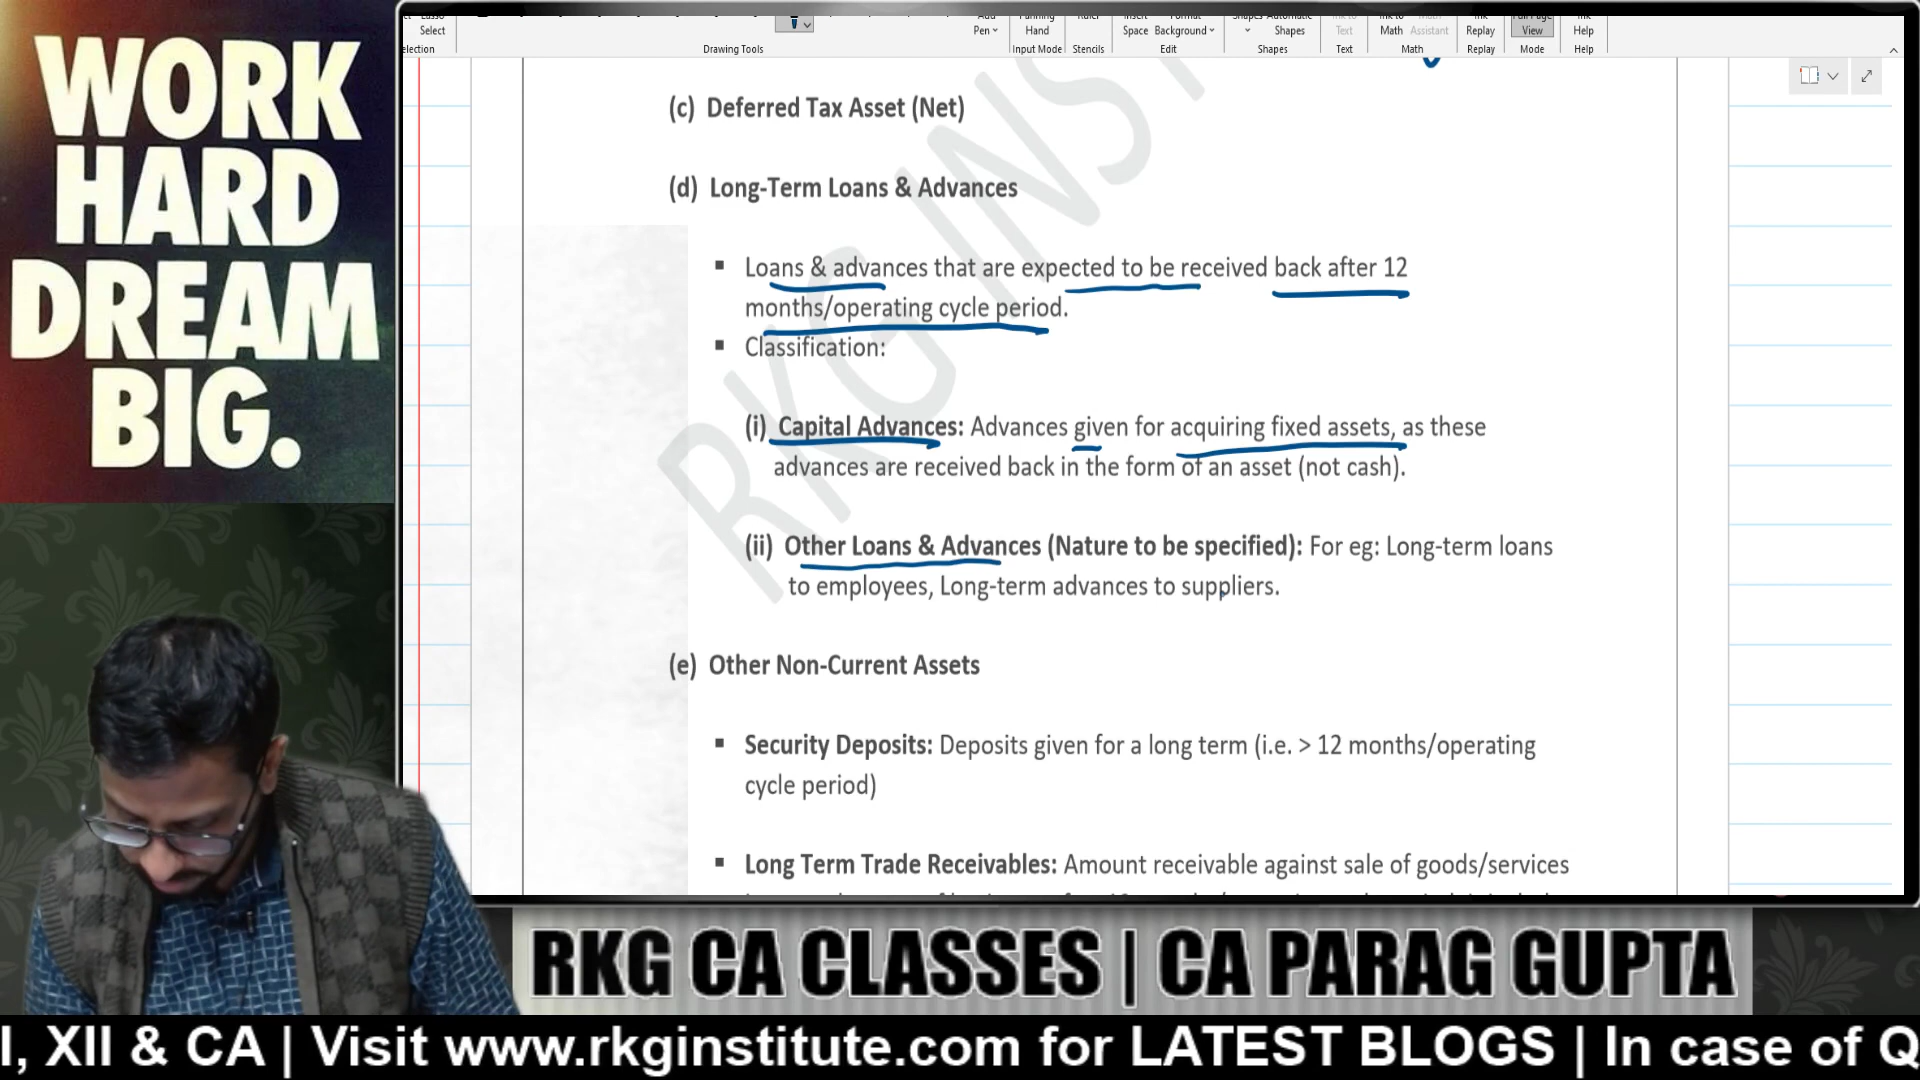 WORK
HARD
DREAM
BIG.
Select
Pen
Hand
Space
Background
Shapes
Text
Math
Assistant
Replay
View
Help
Drawing Tools
Input Mode
Stencils
Edit
Shapes
Text
Math
Replay
Mode
Help
RKG INST
(c) Deferred Tax Asset (Net)
(d) Long-Term Loans & Advances
▪ Loans & advances that are expected to be received back after 12
months/operating cycle period.
▪ Classification:
(i) Capital Advances: Advances given for acquiring fixed assets, as these
advances are received back in the form of an asset (not cash).
(ii) Other Loans & Advances (Nature to be specified): For eg: Long-term loans
to employees, Long-term advances to suppliers.
(e) Other Non-Current Assets
▪ Security Deposits: Deposits given for a long term (i.e. > 12 months/operating
cycle period)
▪ Long Term Trade Receivables: Amount receivable against sale of goods/services
RKG CA CLASSES | CA PARAG GUPTA
I, XII & CA | Visit www.rkginstitute.com for LATEST BLOGS | In case of Q